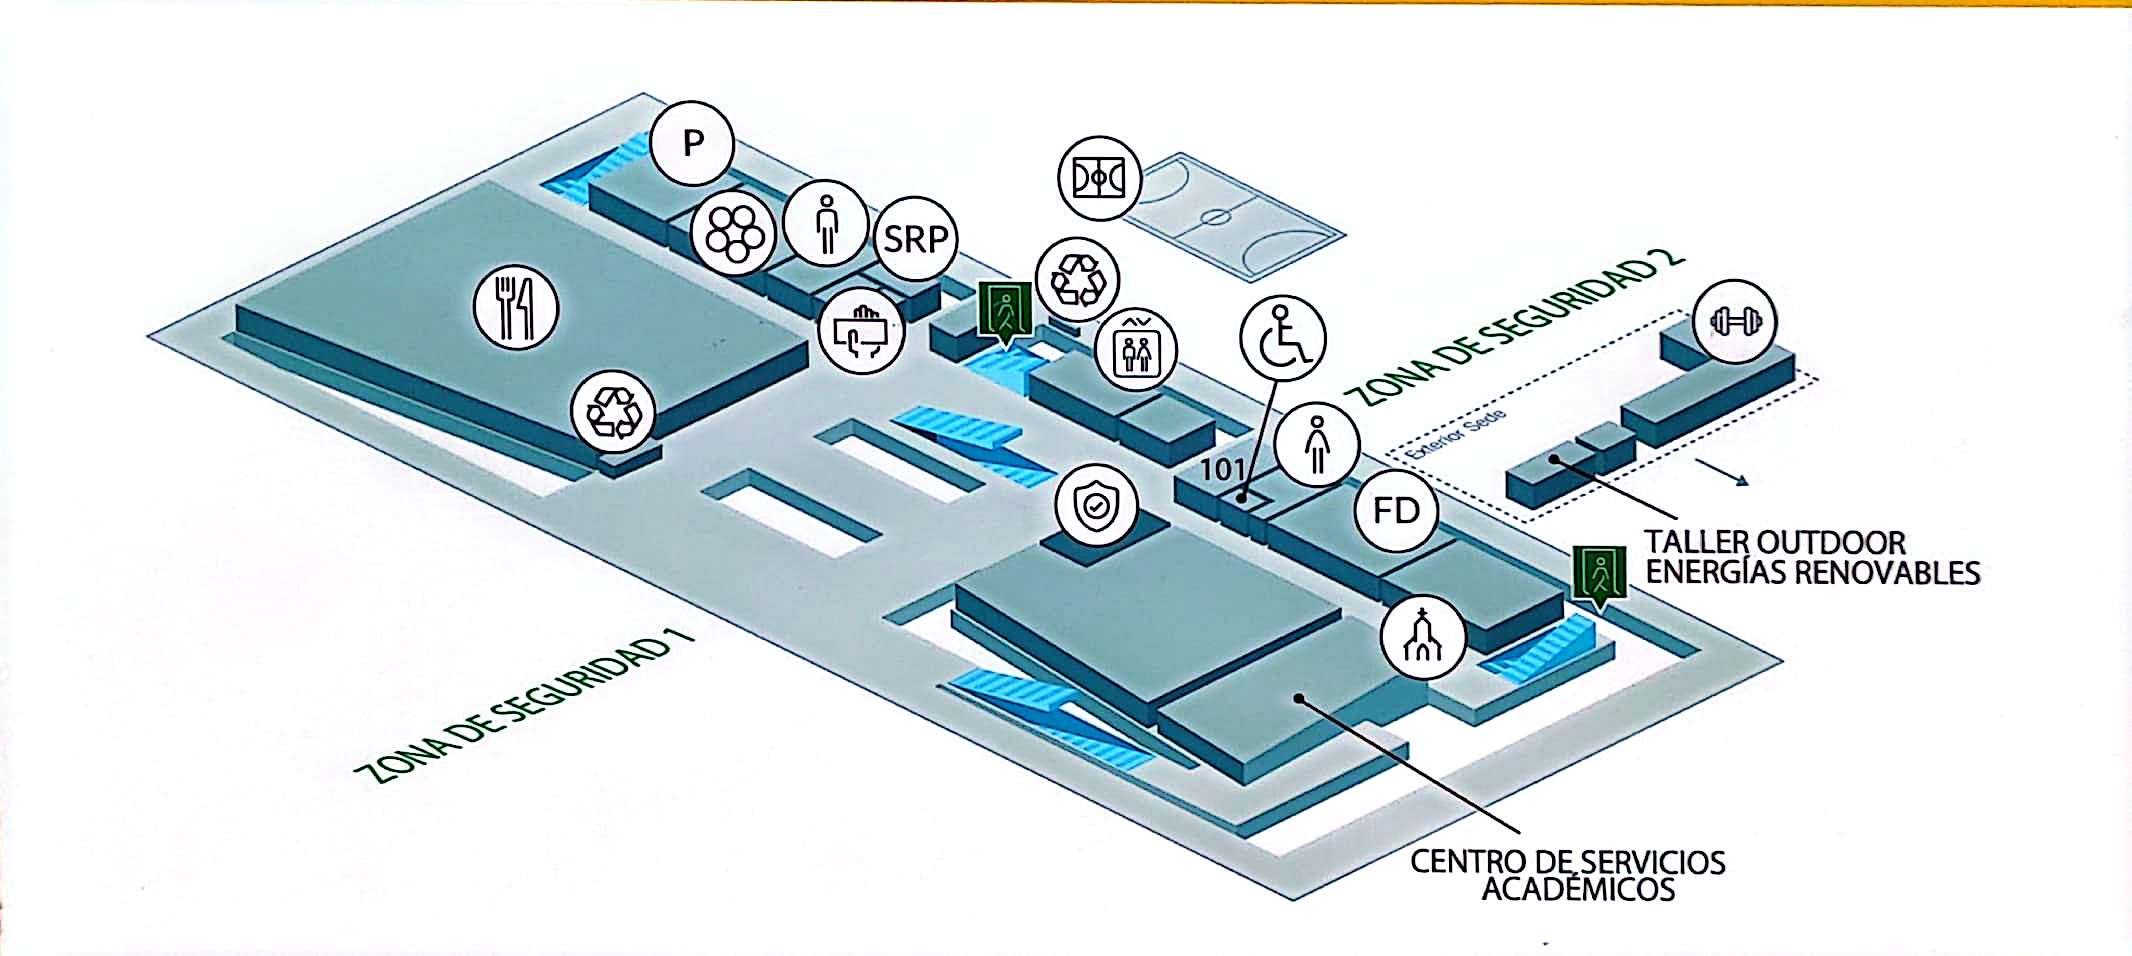 P
SRP
ZONA DE SEGURIDAD 2
Exterior Sede
101
FD
TALLER OUTDOOR
ENERGÍAS RENOVABLES
ZONA DE SEGURIDAD 1
CENTRO DE SERVICIOS
ACADÉMICOS